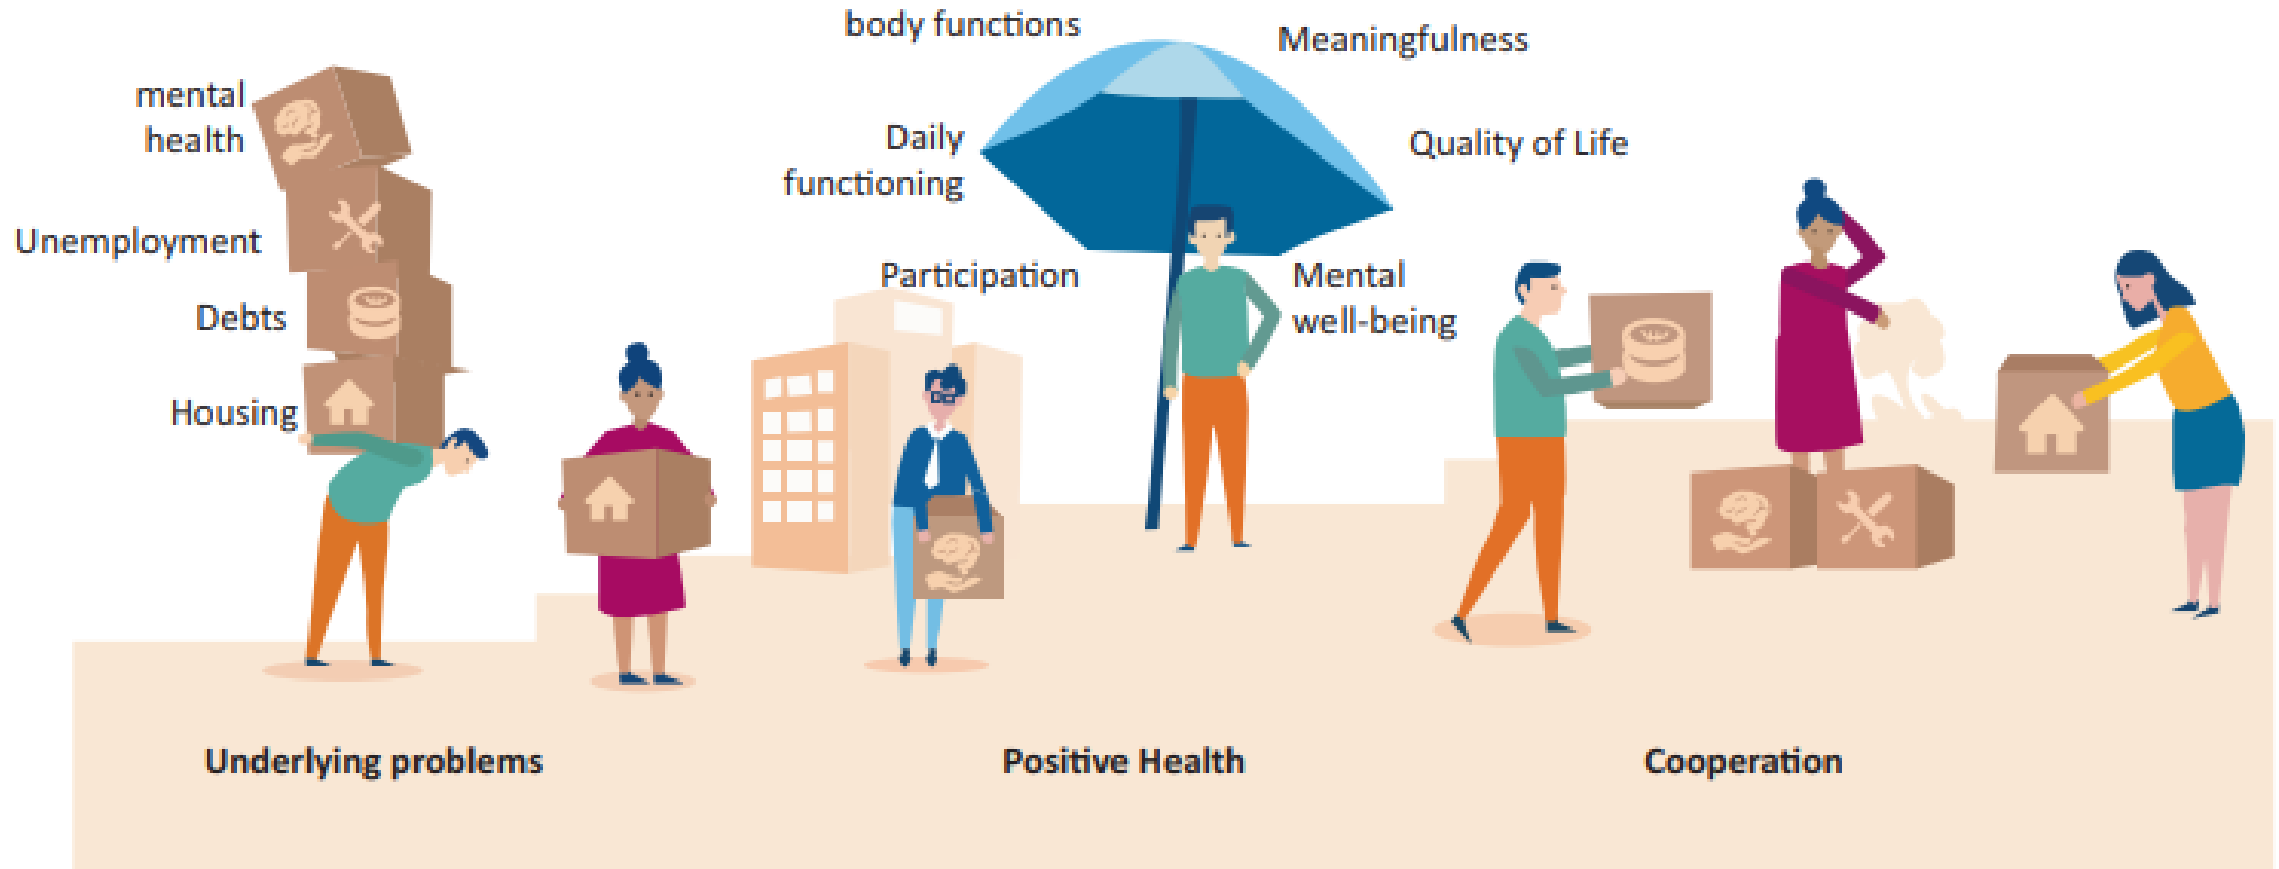 mental
health
Unemployment
Debts
Housing
Underlying problems
body functions
Meaningfulness
Daily
functioning
Quality of Life
Participation
Mental
well-being
Positive Health
Cooperation